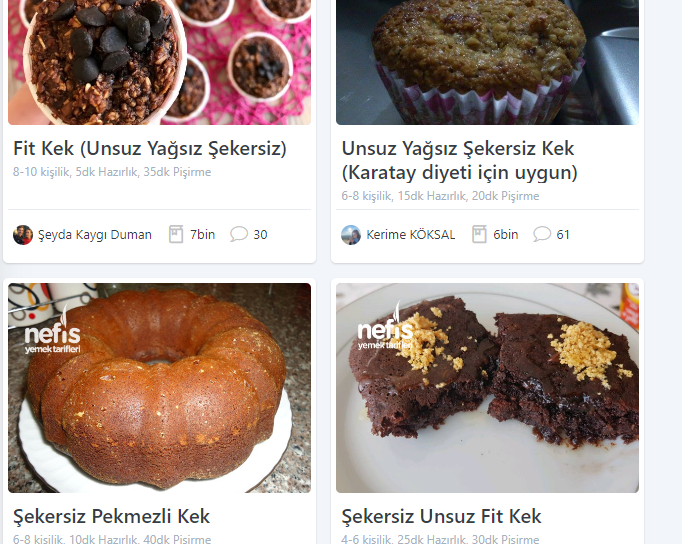 Fit Kek (Unsuz Yağsız Şekersiz)
8-10 kişilik, 5dk Hazırlık, 35dk Pişirme
Şeyda Kaygı Duman 7bin 30
Unsuz Yağsız Şekersiz Kek
(Karatay diyeti için uygun)
6-8 kişilik, 15dk Hazırlık, 20dk Pişirme
Kerime KÖKSAL 6bin 61
nefis
yemek tarifleri
Şekersiz Pekmezli Kek
6-8 kişilik, 10dk Hazırlık, 40dk Pişirme
nefis
yemek tarifleri
Şekersiz Unsuz Fit Kek
4-6 kişilik, 25dk Hazırlık, 30dk Pişirme